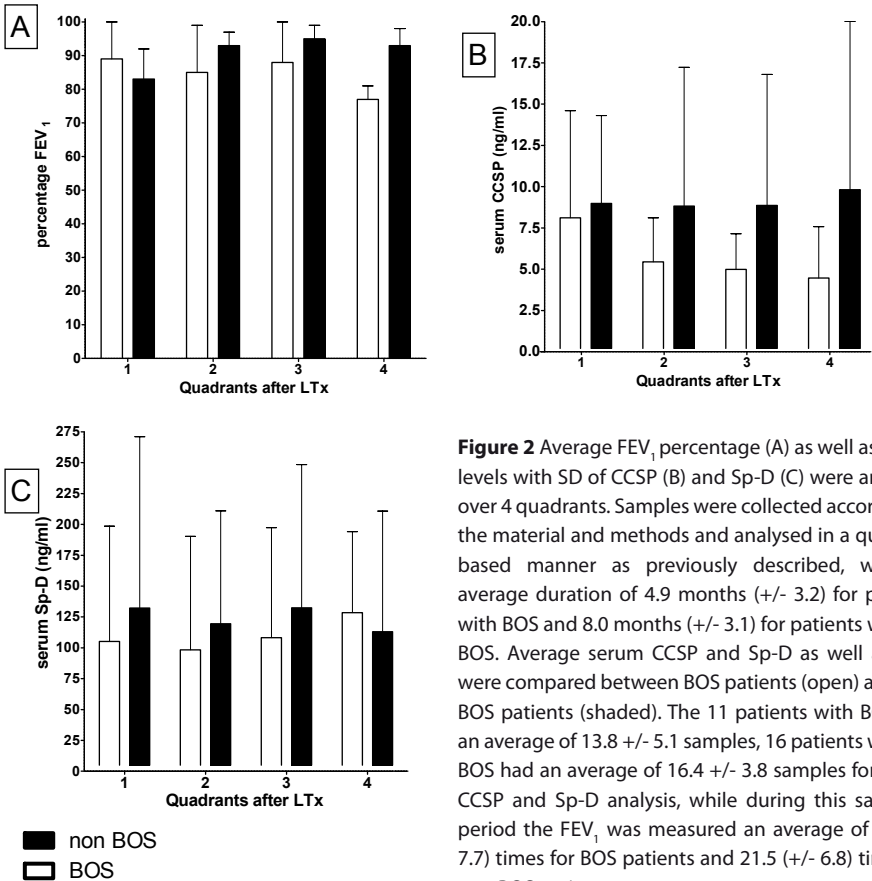 A
100
90
80
70
60
50
40
30
20
10
0
percentage FEV1
1 2 3 4
Quadrants after LTx
B
20.0
17.5
15.0
12.5
10.0
7.5
5.0
2.5
0.0
serum CCSP (ng/ml)
1 2 3 4
Quadrants after LTx
C
275
250
225
200
175
150
125
100
75
50
25
0
serum Sp-D (ng/ml)
1 2 3 4
Quadrants after LTx
non BOS
BOS
Figure 2 Average FEV1 percentage (A) as well as
levels with SD of CCSP (B) and Sp-D (C) were
over 4 quadrants. Samples were collected
the material and methods and analysed in a
based manner as previously described,
average duration of 4.9 months (+/- 3.2) for
with BOS and 8.0 months (+/- 3.1) for patients
BOS. Average serum CCSP and Sp-D as well
were compared between BOS patients (open)
BOS patients (shaded). The 11 patients with
an average of 13.8 +/- 5.1 samples, 16 patients
BOS had an average of 16.4 +/- 3.8 samples
CCSP and Sp-D analysis, while during this
period the FEV1 was measured an average of
7.7) times for BOS patients and 21.5 (+/- 6.8)